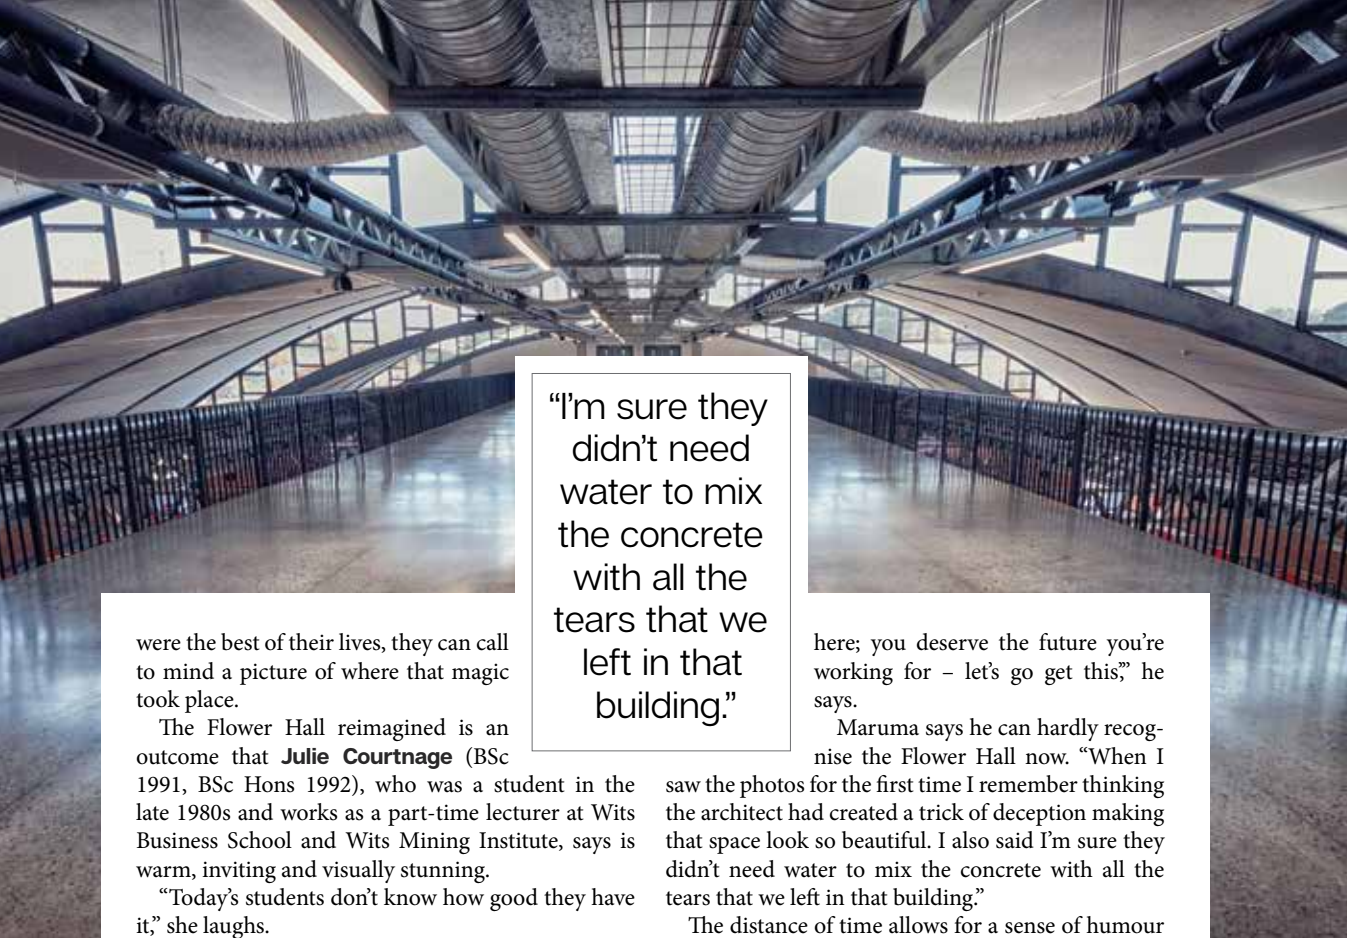 “I’m sure they
didn’t need
water to mix
the concrete
with all the
tears that we
left in that
building.”
were the best of their lives, they can call
to mind a picture of where that magic
took place.
The Flower Hall reimagined is an
outcome that Julie Courtnage (BSc
1991, BSc Hons 1992), who was a student in the
late 1980s and works as a part-time lecturer at Wits
Business School and Wits Mining Institute, says is
warm, inviting and visually stunning.
“Today’s students don’t know how good they have
it,” she laughs.
here; you deserve the future you’re
working for – let’s go get this,’” he
says.
Maruma says he can hardly recog-
nise the Flower Hall now. “When I
saw the photos for the first time I remember thinking
the architect had created a trick of deception making
that space look so beautiful. I also said I’m sure they
didn’t need water to mix the concrete with all the
tears that we left in that building.”
The distance of time allows for a sense of humour